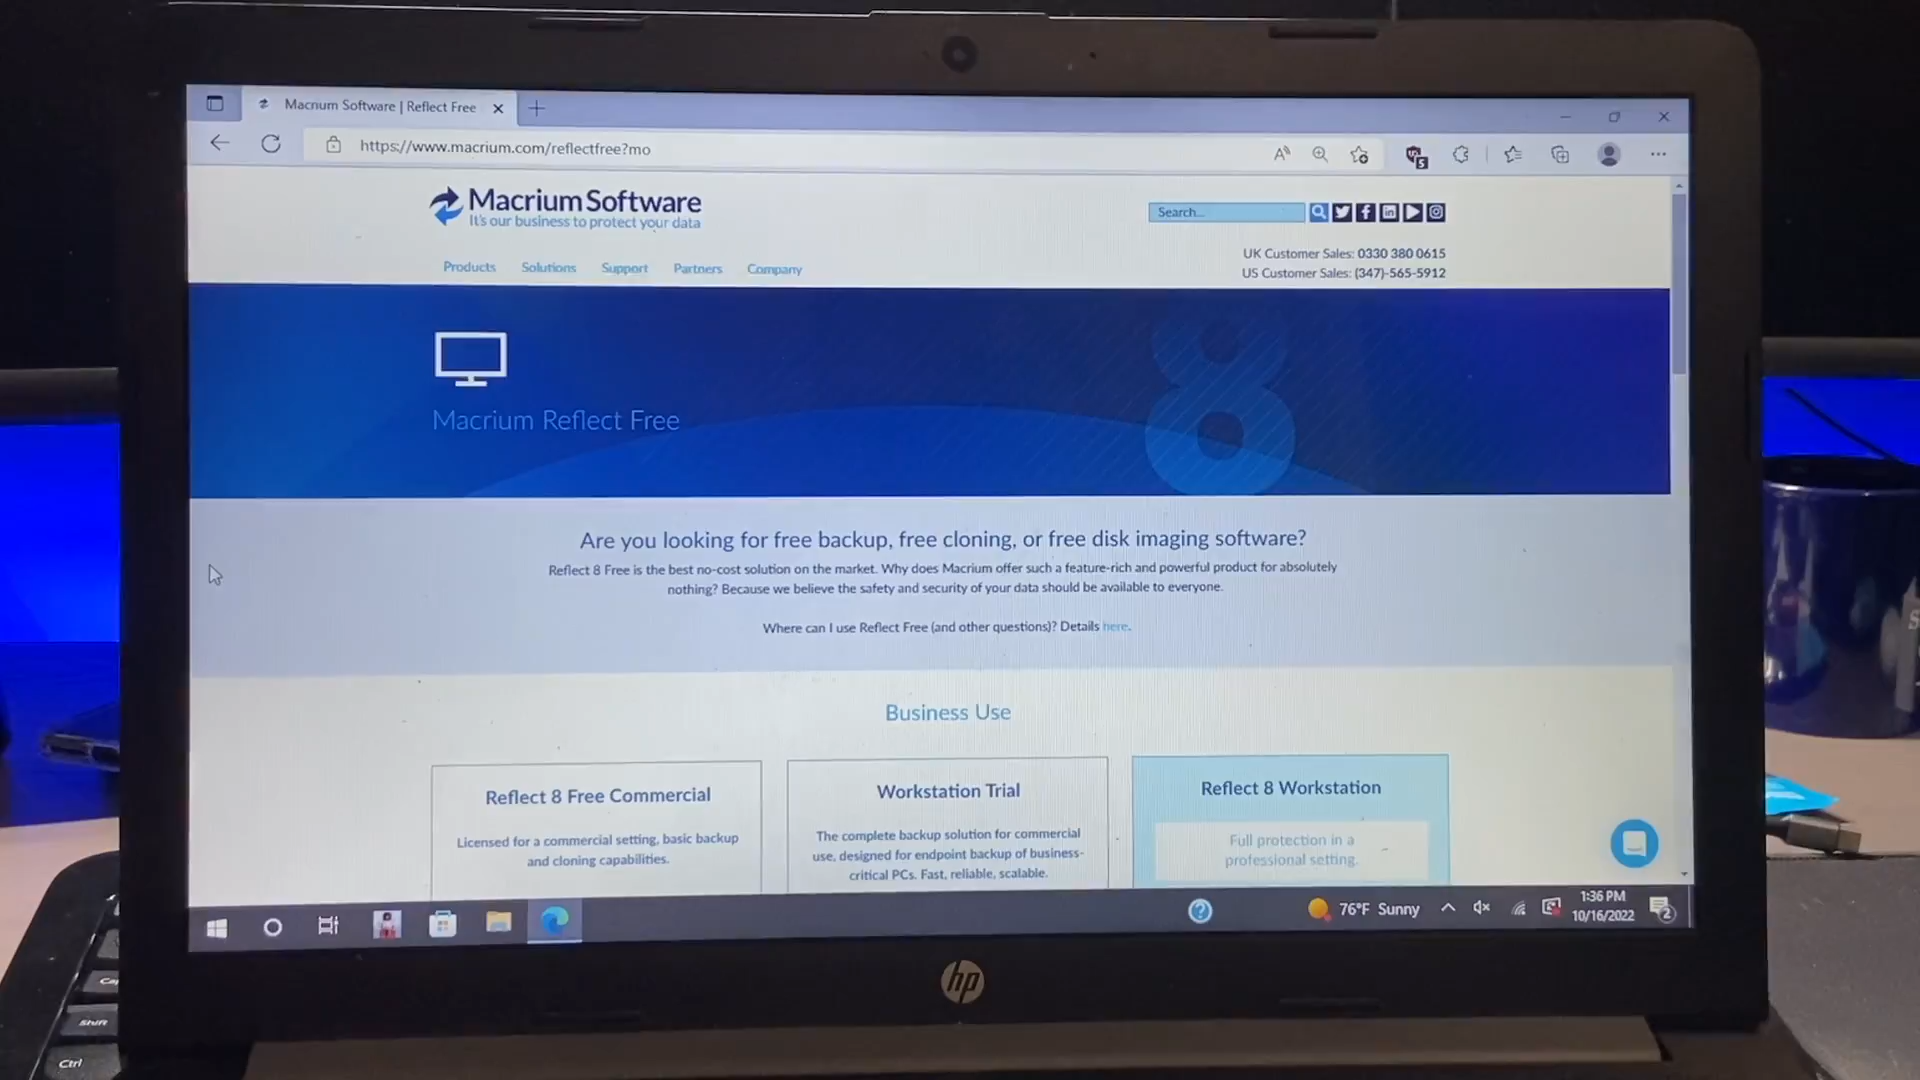 Macrium Software | Reflect Free
https://www.macrium.com/reflectfree?mo
5
Macrium Software
It's our business to protect your data
Search...
UK Customer Sales: 0330 380 0615
US Customer Sales: (347)-565-5912
Products Solutions Support Partners Company
8
Macrium Reflect Free
Are you looking for free backup, free cloning, or free disk imaging software?
Reflect 8 Free is the best no-cost solution on the market. Why does Macrium offer such a feature-rich and powerful product for absolutely
nothing? Because we believe the safety and security of your data should be available to everyone.
Where can I use Reflect Free (and other questions)? Details here.
Business Use
Reflect 8 Free Commercial
Licensed for a commercial setting, basic backup
and cloning capabilities.
Workstation Trial
The complete backup solution for commercial
use, designed for endpoint backup of business-
critical PCs. Fast, reliable, scalable.
Reflect 8 Workstation
Full protection in a
professional setting.
76°F Sunny
1:36 PM
10/16/2022
2
hp
Shift
Ctrl